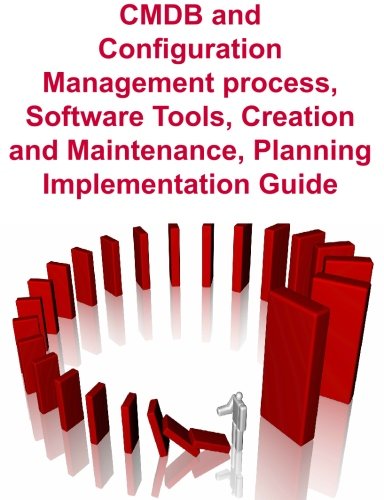 CMDB and
Configuration
Management process,
Software Tools, Creation
and Maintenance, Planning
Implementation Guide